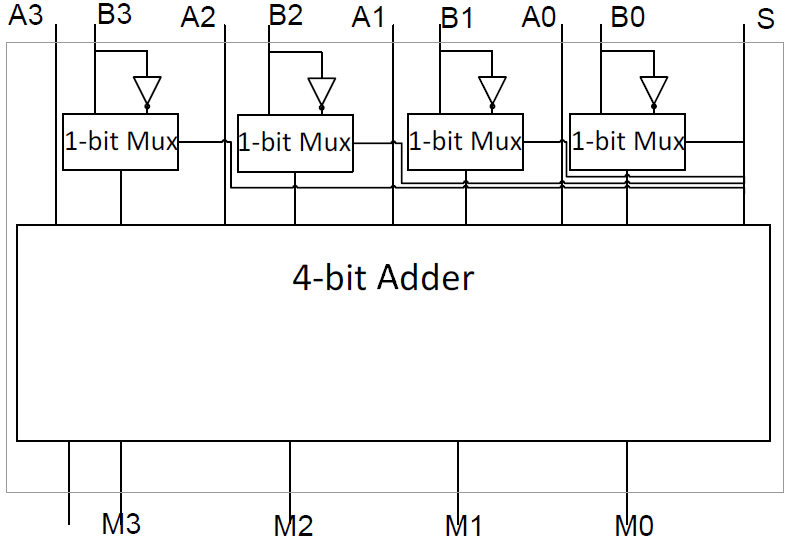 A3 B3 A2 B2 A1 B1 A0 B0 S
1-bit Mux 1-bit Mux 1-bit Mux 1-bit Mux
4-bit Adder
M3 M2 M1 M0